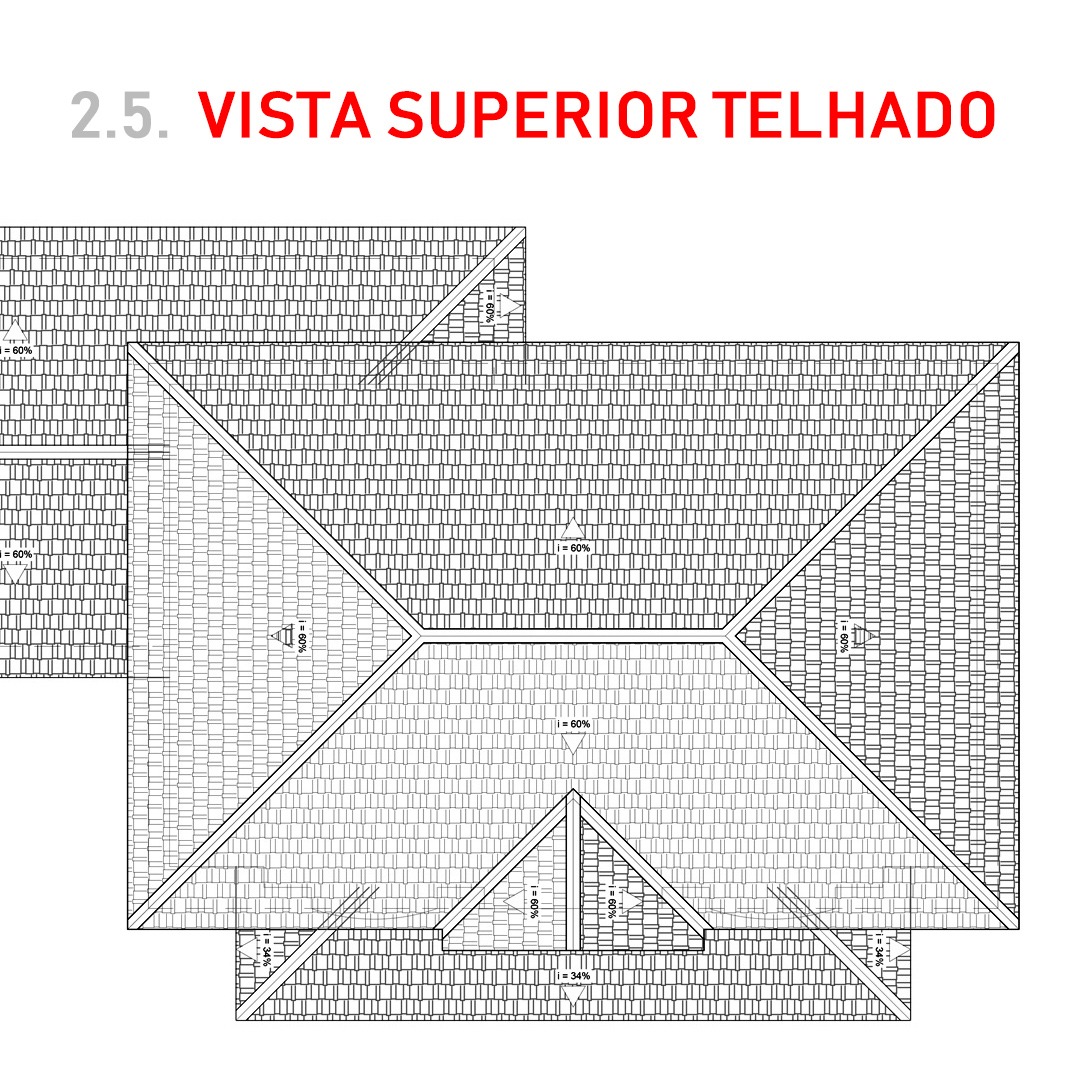 2.5. VISTA SUPERIOR TELHADO
i = 60%
i = 60%
i = 60%
i = 60%
i = 60%
i = 60%
i = 60%
i = 60%
i = 60%
i = 34%
i = 34%
i = 34%